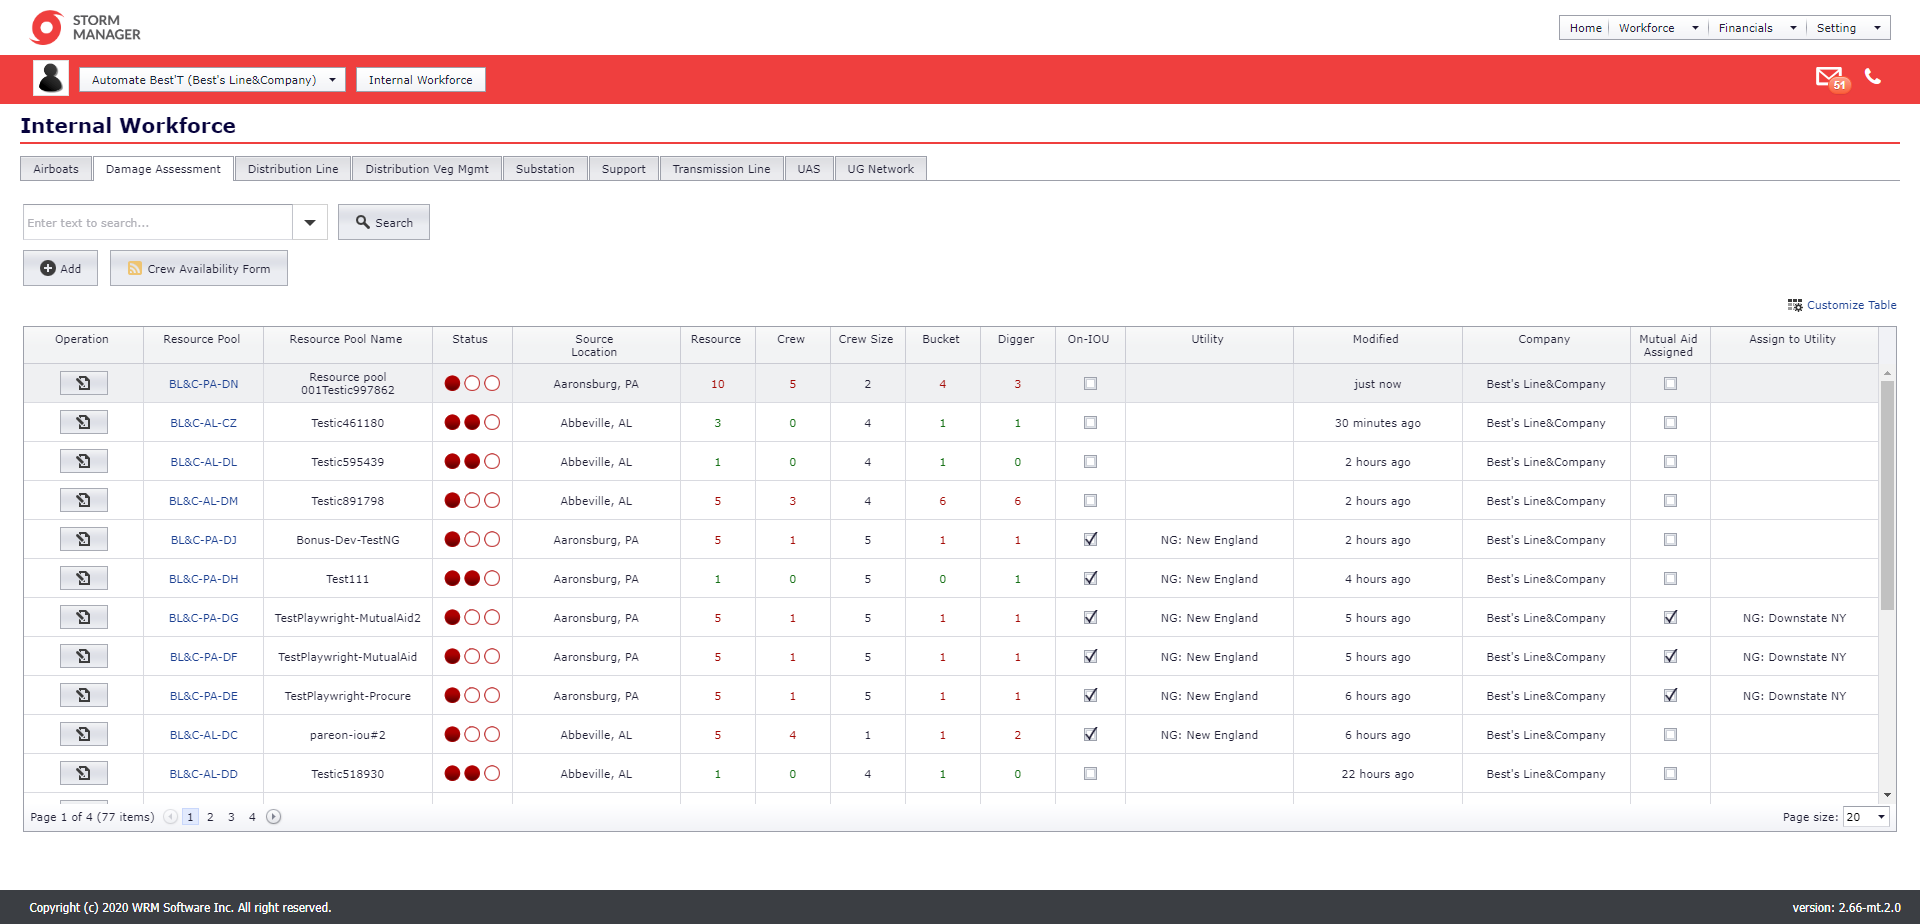 STORM
MANAGER
Home Workforce Financials Setting
Automate Best'T (Best's Line&Company) Internal Workforce 51
Internal Workforce
Airboats Damage Assessment Distribution Line Distribution Veg Mgmt Substation Support Transmission Line UAS UG Network
Enter text to search... Search
Add Crew Availability Form
Customize Table
Operation Resource Pool Resource Pool Name Status Source Location Resource Crew Crew Size Bucket Digger On-IOU Utility Modified Company Mutual Aid Assigned Assign to Utility
BL&C-PA-DN Resource pool 001Testic997862 Aaronsburg, PA 10 5 2 4 3 just now Best's Line&Company
BL&C-AL-CZ Testic461180 Abbeville, AL 3 0 4 1 1 30 minutes ago Best's Line&Company
BL&C-AL-DL Testic595439 Abbeville, AL 1 0 4 1 0 2 hours ago Best's Line&Company
BL&C-AL-DM Testic891798 Abbeville, AL 5 3 4 6 6 2 hours ago Best's Line&Company
BL&C-PA-DJ Bonus-Dev-TestNG Aaronsburg, PA 5 1 5 1 1 NG: New England 2 hours ago Best's Line&Company
BL&C-PA-DH Test111 Aaronsburg, PA 1 0 5 0 1 NG: New England 4 hours ago Best's Line&Company
BL&C-PA-DG TestPlaywright-MutualAid2 Aaronsburg, PA 5 1 5 1 1 NG: New England 5 hours ago Best's Line&Company NG: Downstate NY
BL&C-PA-DF TestPlaywright-MutualAid Aaronsburg, PA 5 1 5 1 1 NG: New England 5 hours ago Best's Line&Company NG: Downstate NY
BL&C-PA-DE TestPlaywright-Procure Aaronsburg, PA 5 1 5 1 1 NG: New England 6 hours ago Best's Line&Company NG: Downstate NY
BL&C-AL-DC pareon-iou#2 Abbeville, AL 5 4 1 1 2 NG: New England 6 hours ago Best's Line&Company
BL&C-AL-DD Testic518930 Abbeville, AL 1 0 4 1 0 22 hours ago Best's Line&Company
Page 1 of 4 (77 items) 1 2 3 4 Page size: 20
Copyright (c) 2020 WRM Software Inc. All right reserved. version: 2.66-mt.2.0